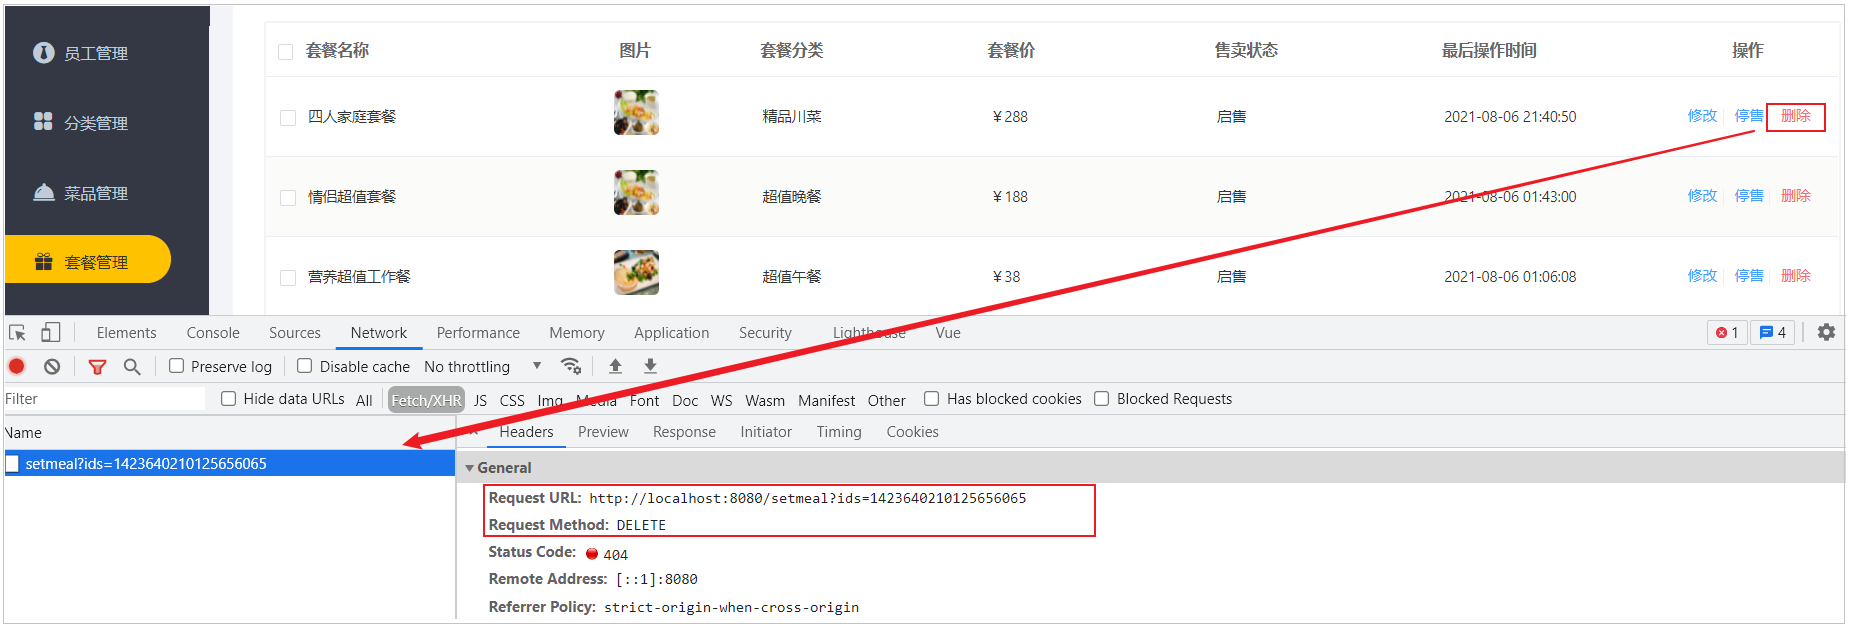 员工管理
分类管理
菜品管理
套餐管理
套餐名称 图片 套餐分类 套餐价 售卖状态 最后操作时间 操作
四人家庭套餐 精品川菜 ￥288 启售 2021-08-06 21:40:50 修改 停售 删除
情侣超值套餐 超值晚餐 ￥188 启售 2021-08-06 01:43:00 修改 停售 删除
营养超值工作餐 超值午餐 ￥38 启售 2021-08-06 01:06:08 修改 停售 删除
Elements Console Sources Network Performance Memory Application Security Lighthouse Vue 1 4
Preserve log Disable cache No throttling
Filter Hide data URLs All Fetch/XHR JS CSS Img Media Font Doc WS Wasm Manifest Other Has blocked cookies Blocked Requests
Name Headers Preview Response Initiator Timing Cookies
setmeal?ids=1423640210125656065
General
Request URL: http://localhost:8080/setmeal?ids=1423640210125656065
Request Method: DELETE
Status Code: 404
Remote Address: [::1]:8080
Referrer Policy: strict-origin-when-cross-origin